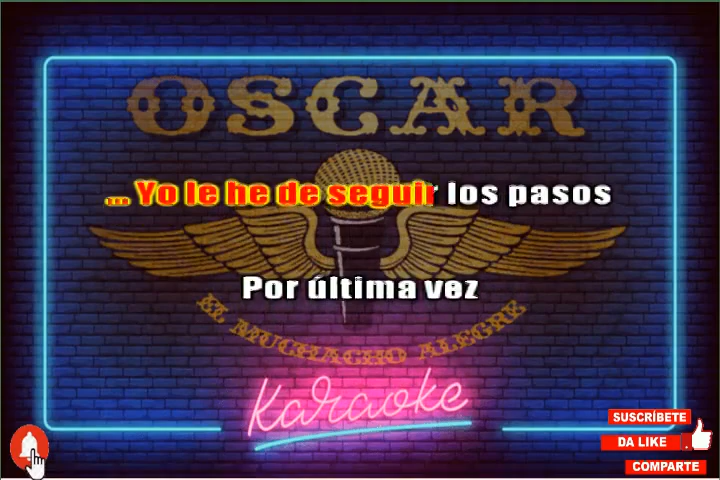 OSCAR
... Yo le he de seguir los pasos
Por última vez
EL MUCHACHO ALEGRE
Karaoke
SUSCRÍBETE
DA LIKE
COMPARTE